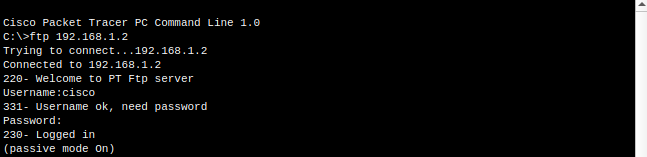 Cisco Packet Tracer PC Command Line 1.0
C:\>ftp 192.168.1.2
Trying to connect...192.168.1.2
Connected to 192.168.1.2
220- Welcome to PT Ftp server
Username:cisco
331- Username ok, need password
Password:
230- Logged in
(passive mode On)